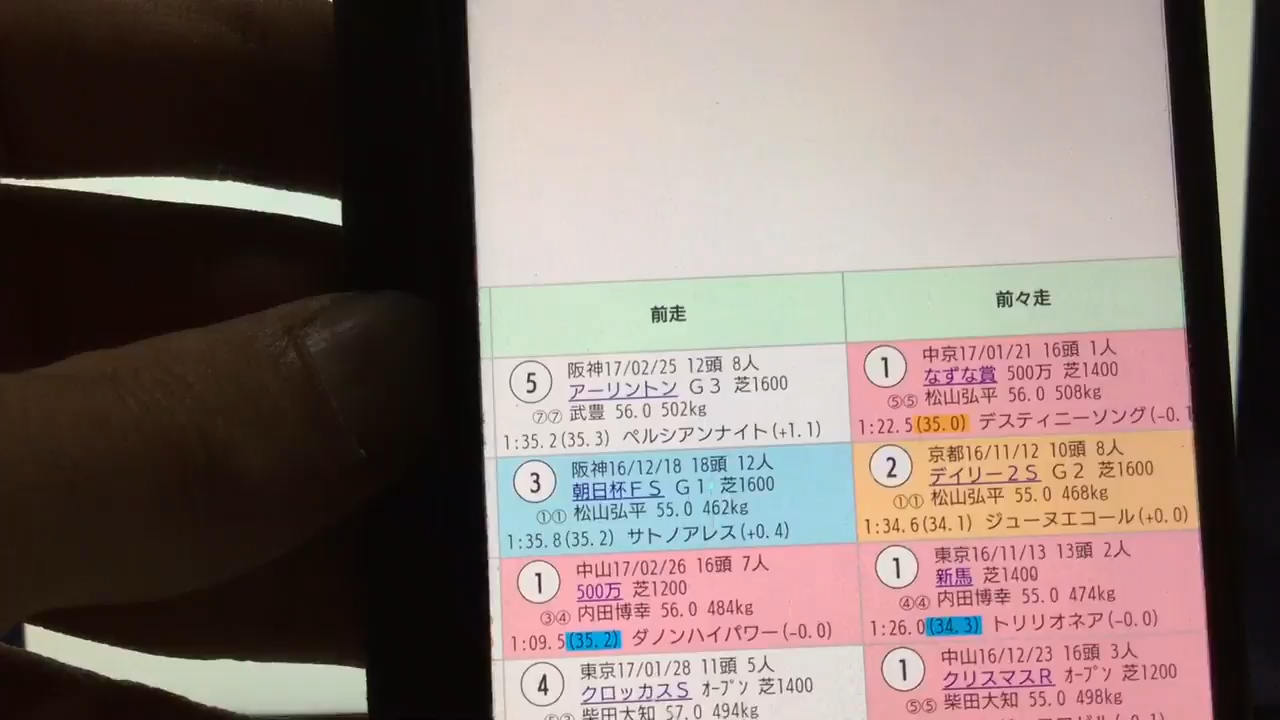 前走
前々走
5
阪神17/02/25 12頭 8人
アーリントン G3 芝1600
⑦⑦ 武豊 56.0 502kg
1:35.2(35.3) ペルシアンナイト(+1.1)
1
中京17/01/21 16頭 1人
なずな賞 500万 芝1400
⑤⑤ 松山弘平 56.0 508kg
1:22.5(35.0) デスティニーソング(-0.1
3
阪神16/12/18 18頭 12人
朝日杯FS G1 芝1600
①① 松山弘平 55.0 462kg
1:35.8(35.2) サトノアレス(+0.4)
2
京都16/11/12 10頭 8人
デイリー2S G2 芝1600
①① 松山弘平 55.0 468kg
1:34.6(34.1) ジューヌエコール(+0.0)
1
中山17/02/26 16頭 7人
500万 芝1200
③④ 内田博幸 56.0 484kg
1:09.5(35.2) ダノンハイパワー(-0.0)
1
東京16/11/13 13頭 2人
新馬 芝1400
④④ 内田博幸 55.0 474kg
1:26.0(34.3) トリリオネア(-0.0)
4
東京17/01/28 11頭 5人
クロッカスS オープン 芝1400
柴田大知 57.0 494kg
1
中山16/12/23 16頭 3人
クリスマスR オープン 芝1200
⑤⑤ 柴田大知 55.0 498kg